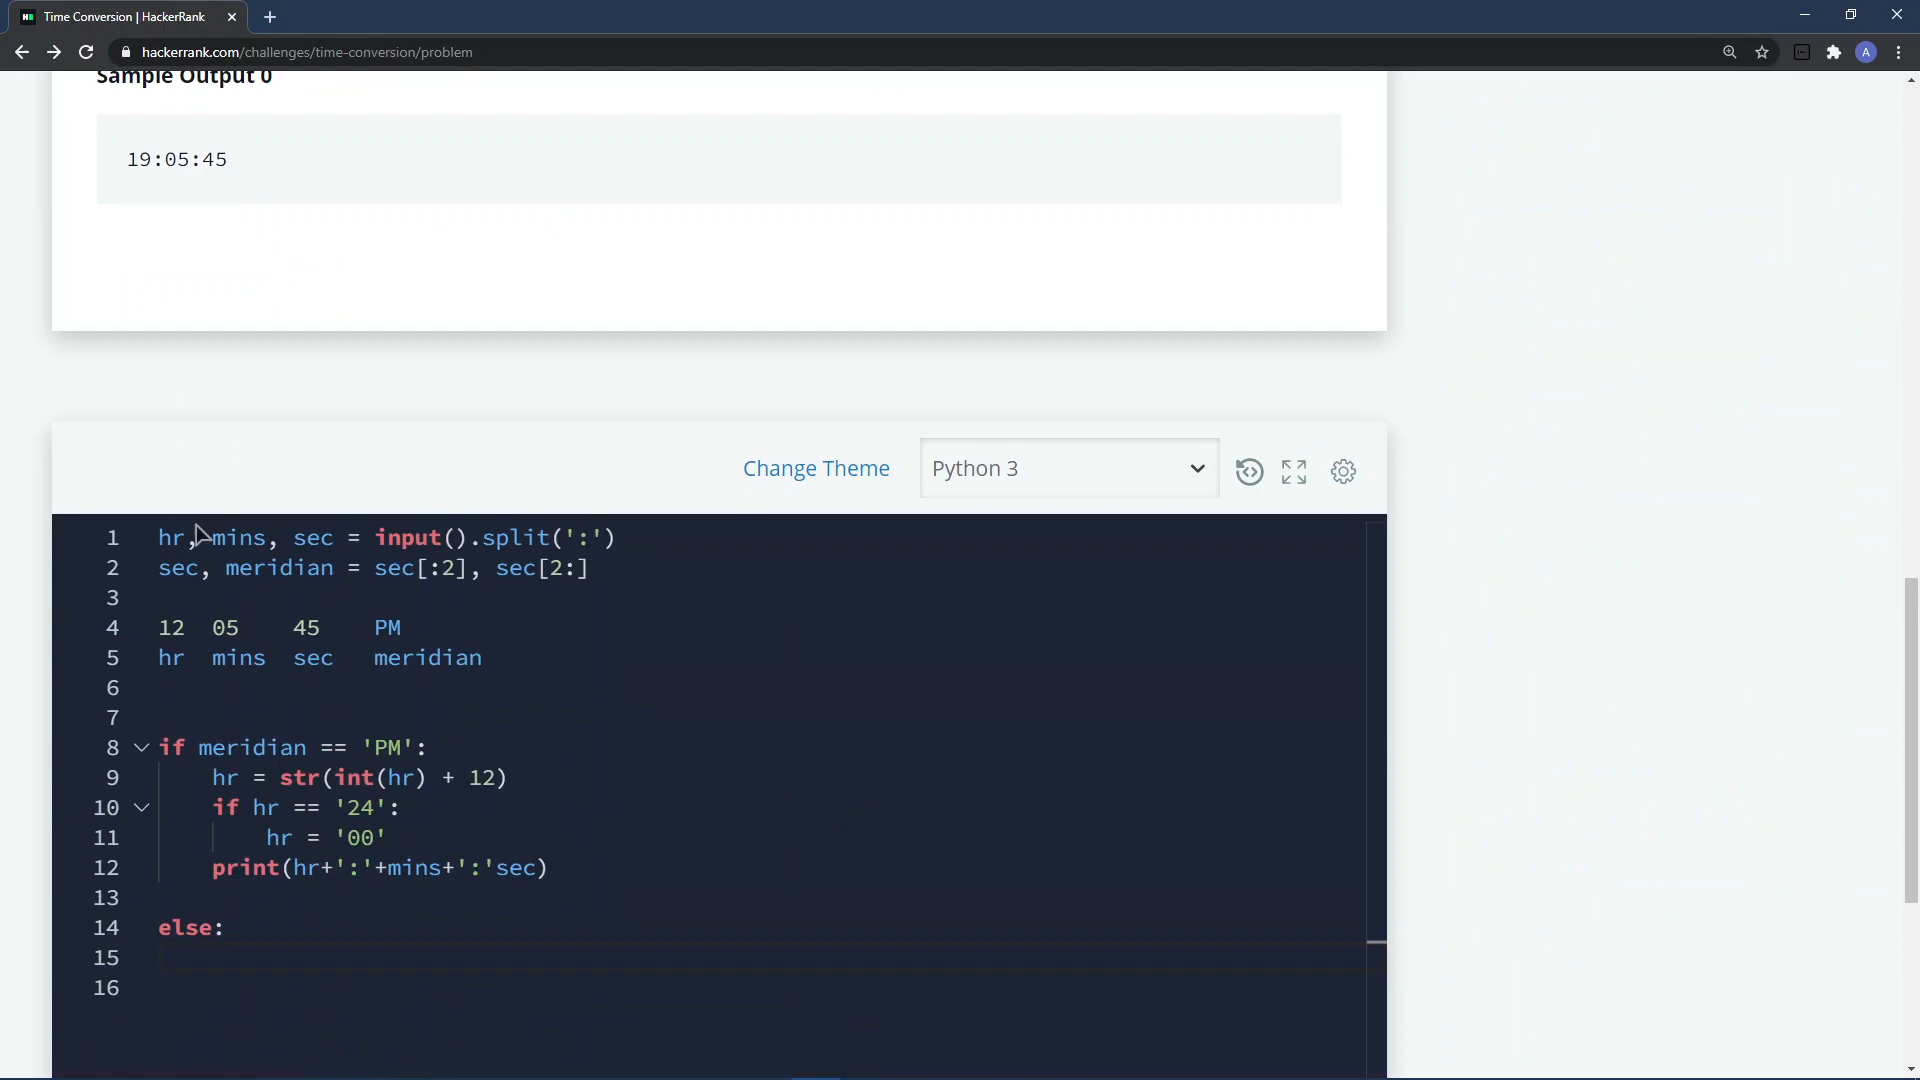 Time Conversion | HackerRank
hackerrank.com/challenges/time-conversion/problem
A
Sample Output 0
19:05:45
Change Theme
Python 3
1 hr, mins, sec = input().split(':')
2 sec, meridian = sec[:2], sec[2:]
3
4 12 05 45 PM
5 hr mins sec meridian
6
7
8 if meridian == 'PM':
9 hr = str(int(hr) + 12)
10 if hr == '24':
11 hr = '00'
12 print(hr+':'+mins+':'sec)
13
14 else:
15
16